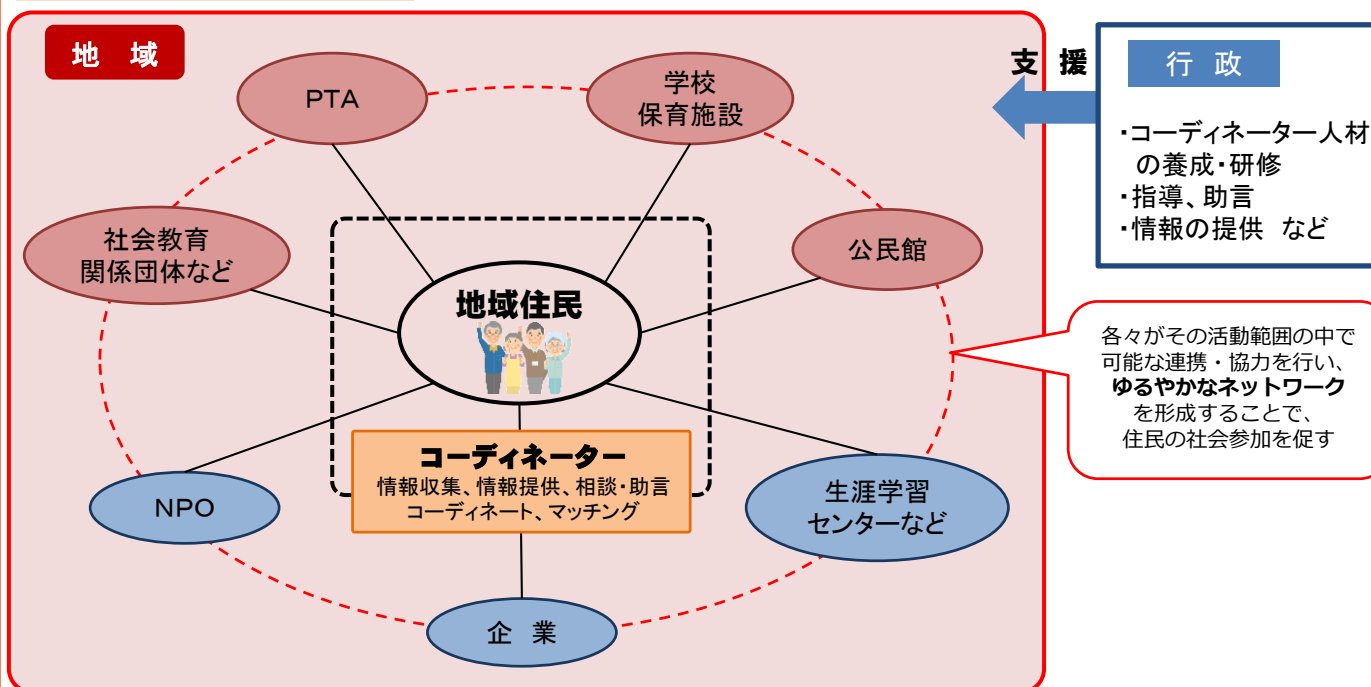 地 域
PTA
学校
保育施設
社会教育
関係団体など
公民館
地域住民
コーディネーター
情報収集、情報提供、相談・助言
コーディネート、マッチング
NPO
生涯学習
センターなど
企 業
支 援
行 政
・コーディネーター人材
の養成・研修
・指導、助言
・情報の提供 など
各々がその活動範囲の中で
可能な連携・協力を行い、
ゆるやかなネットワーク
を形成することで、
住民の社会参加を促す